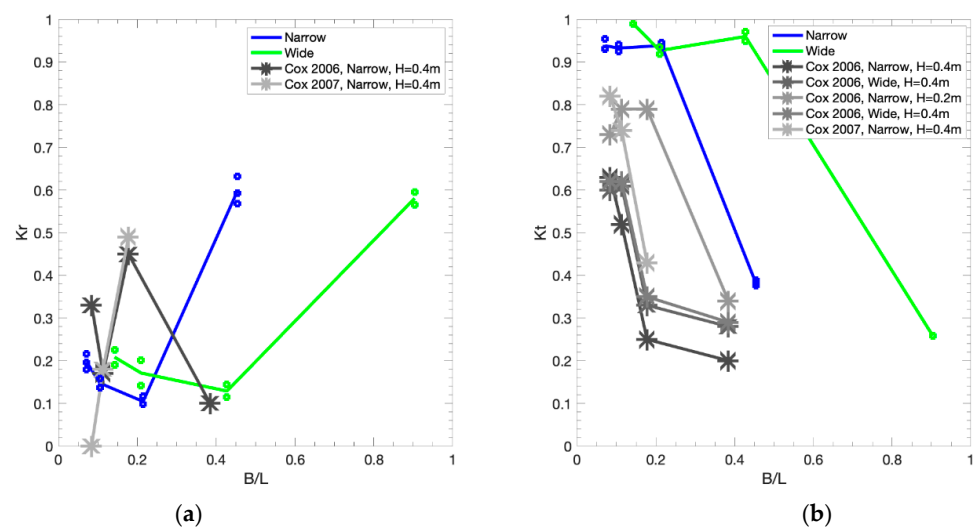 1
0.9
0.8
0.7
0.6
0.5
0.4
0.3
0.2
0.1
0
Kr
Narrow
Wide
Cox 2006, Narrow, H=0.4m
Cox 2007, Narrow, H=0.4m
0 0.2 0.4 0.6 0.8 1
B/L
(a)
1
0.9
0.8
0.7
0.6
0.5
0.4
0.3
0.2
0.1
0
Kt
Narrow
Wide
Cox 2006, Narrow, H=0.4m
Cox 2006, Wide, H=0.4m
Cox 2006, Narrow, H=0.2m
Cox 2006, Wide, H=0.4m
Cox 2007, Narrow, H=0.4m
0 0.2 0.4 0.6 0.8 1
B/L
(b)